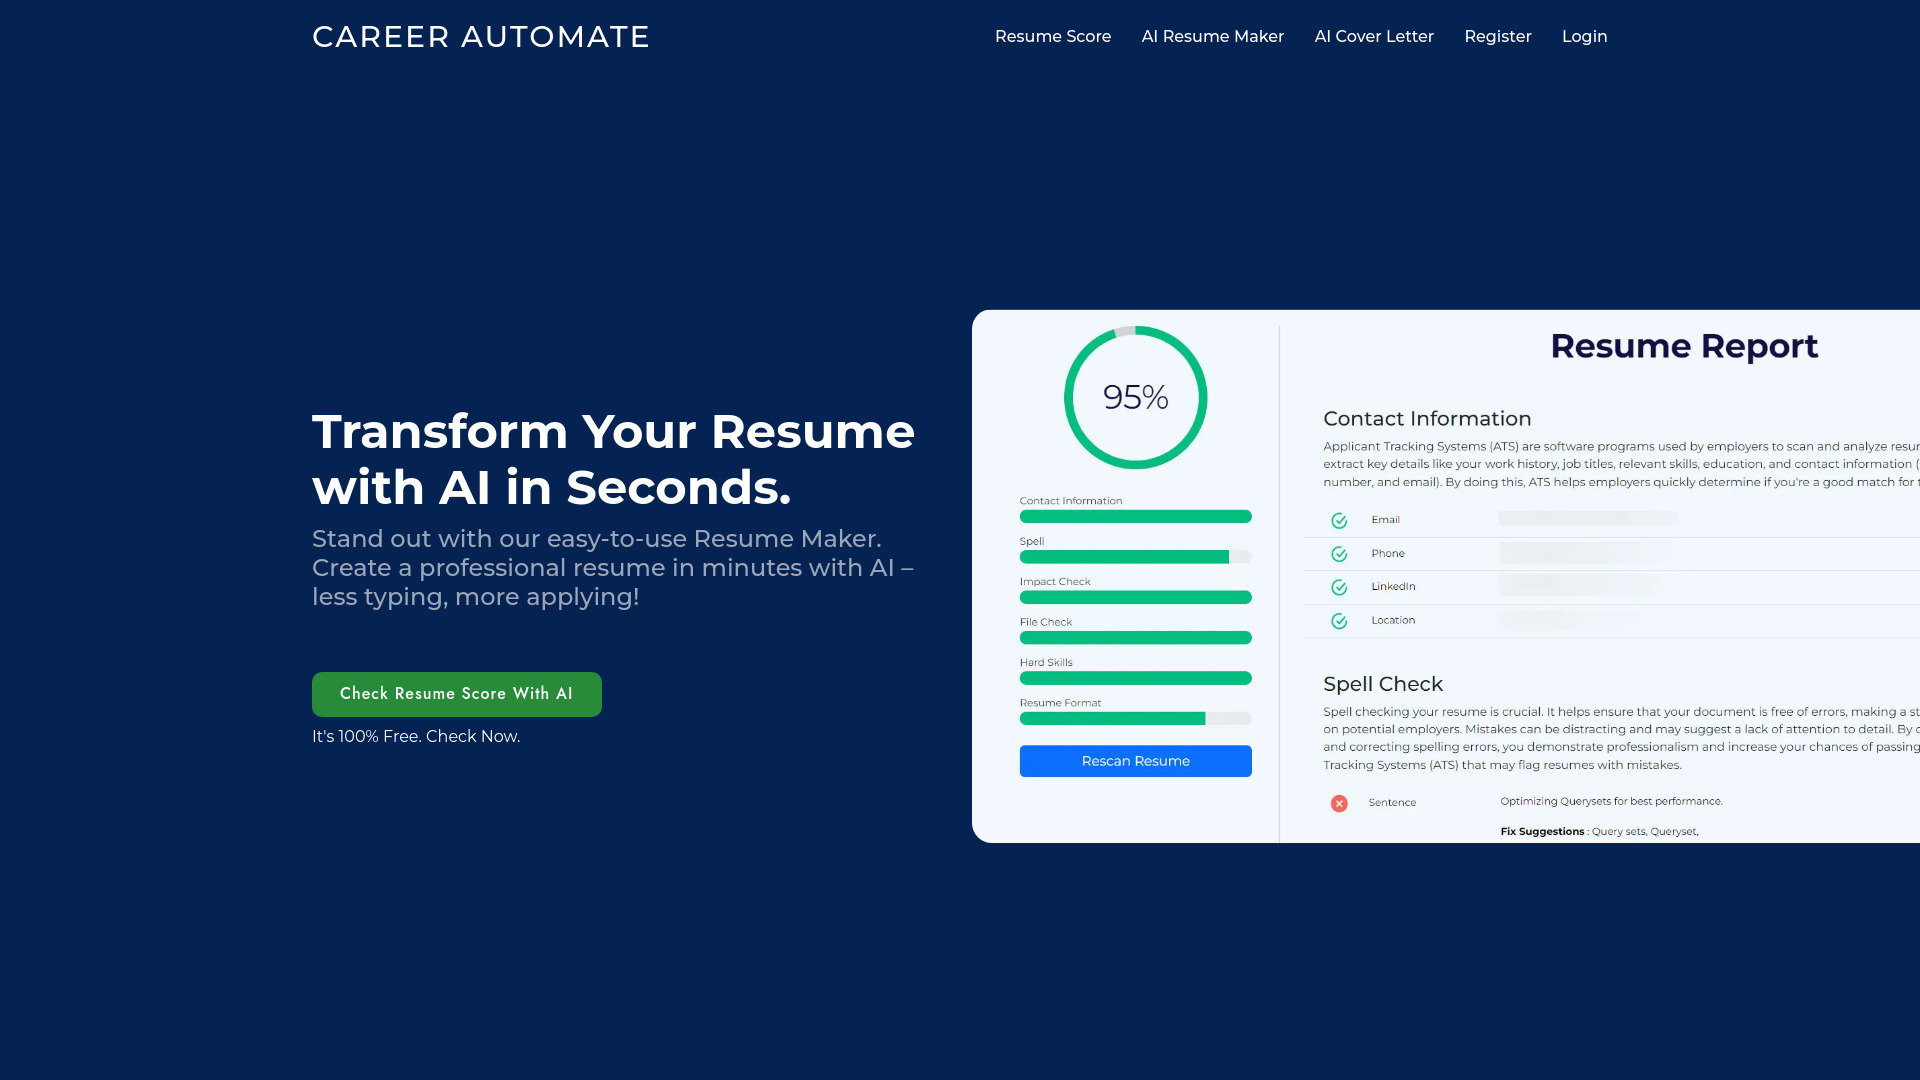 CAREER AUTOMATE
Resume Score
AI Resume Maker
AI Cover Letter
Register
Login
Transform Your Resume
with AI in Seconds.
Stand out with our easy-to-use Resume Maker.
Create a professional resume in minutes with AI –
less typing, more applying!
Check Resume Score With AI
It's 100% Free. Check Now.
95%
Contact Information
Spell
Impact Check
File Check
Hard Skills
Resume Format
Rescan Resume
Resume Report
Contact Information
Applicant Tracking Systems (ATS) are software programs used by employers to scan and analyze
extract key details like your work history, job titles, relevant skills, education, and contact information (
number, and email). By doing this, ATS helps employers quickly determine if you're a good match for
Email
Phone
LinkedIn
Location
Spell Check
Spell checking your resume is crucial. It helps ensure that your document is free of errors, making a
on potential employers. Mistakes can be distracting and may suggest a lack of attention to detail. By
and correcting spelling errors, you demonstrate professionalism and increase your chances of passing
Tracking Systems (ATS) that may flag resumes with mistakes.
Sentence
Optimizing Querysets for best performance.
Fix Suggestions : Query sets, Queryset,